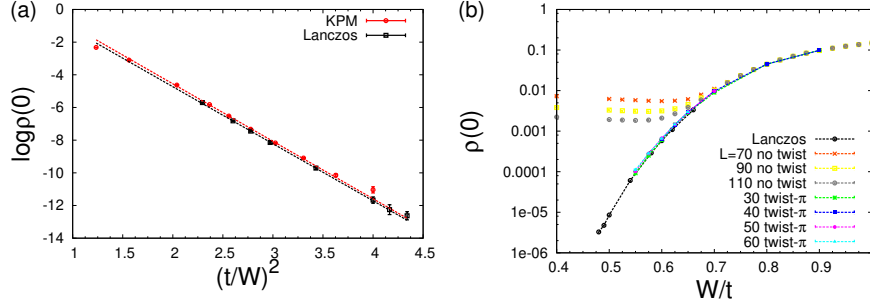 (a)
KPM
Lanczos
0
-2
-4
-6
-8
-10
-12
-14
logρ(0)
1
1.5
2
2.5
3
3.5
4
4.5
(t/W)^2
(b)
1
0.1
0.01
0.001
0.0001
1e-05
1e-06
ρ(0)
Lanczos
L=70 no twist
90 no twist
110 no twist
30 twist-π
40 twist-π
50 twist-π
60 twist-π
0.4
0.5
0.6
0.7
0.8
0.9
1
W/t